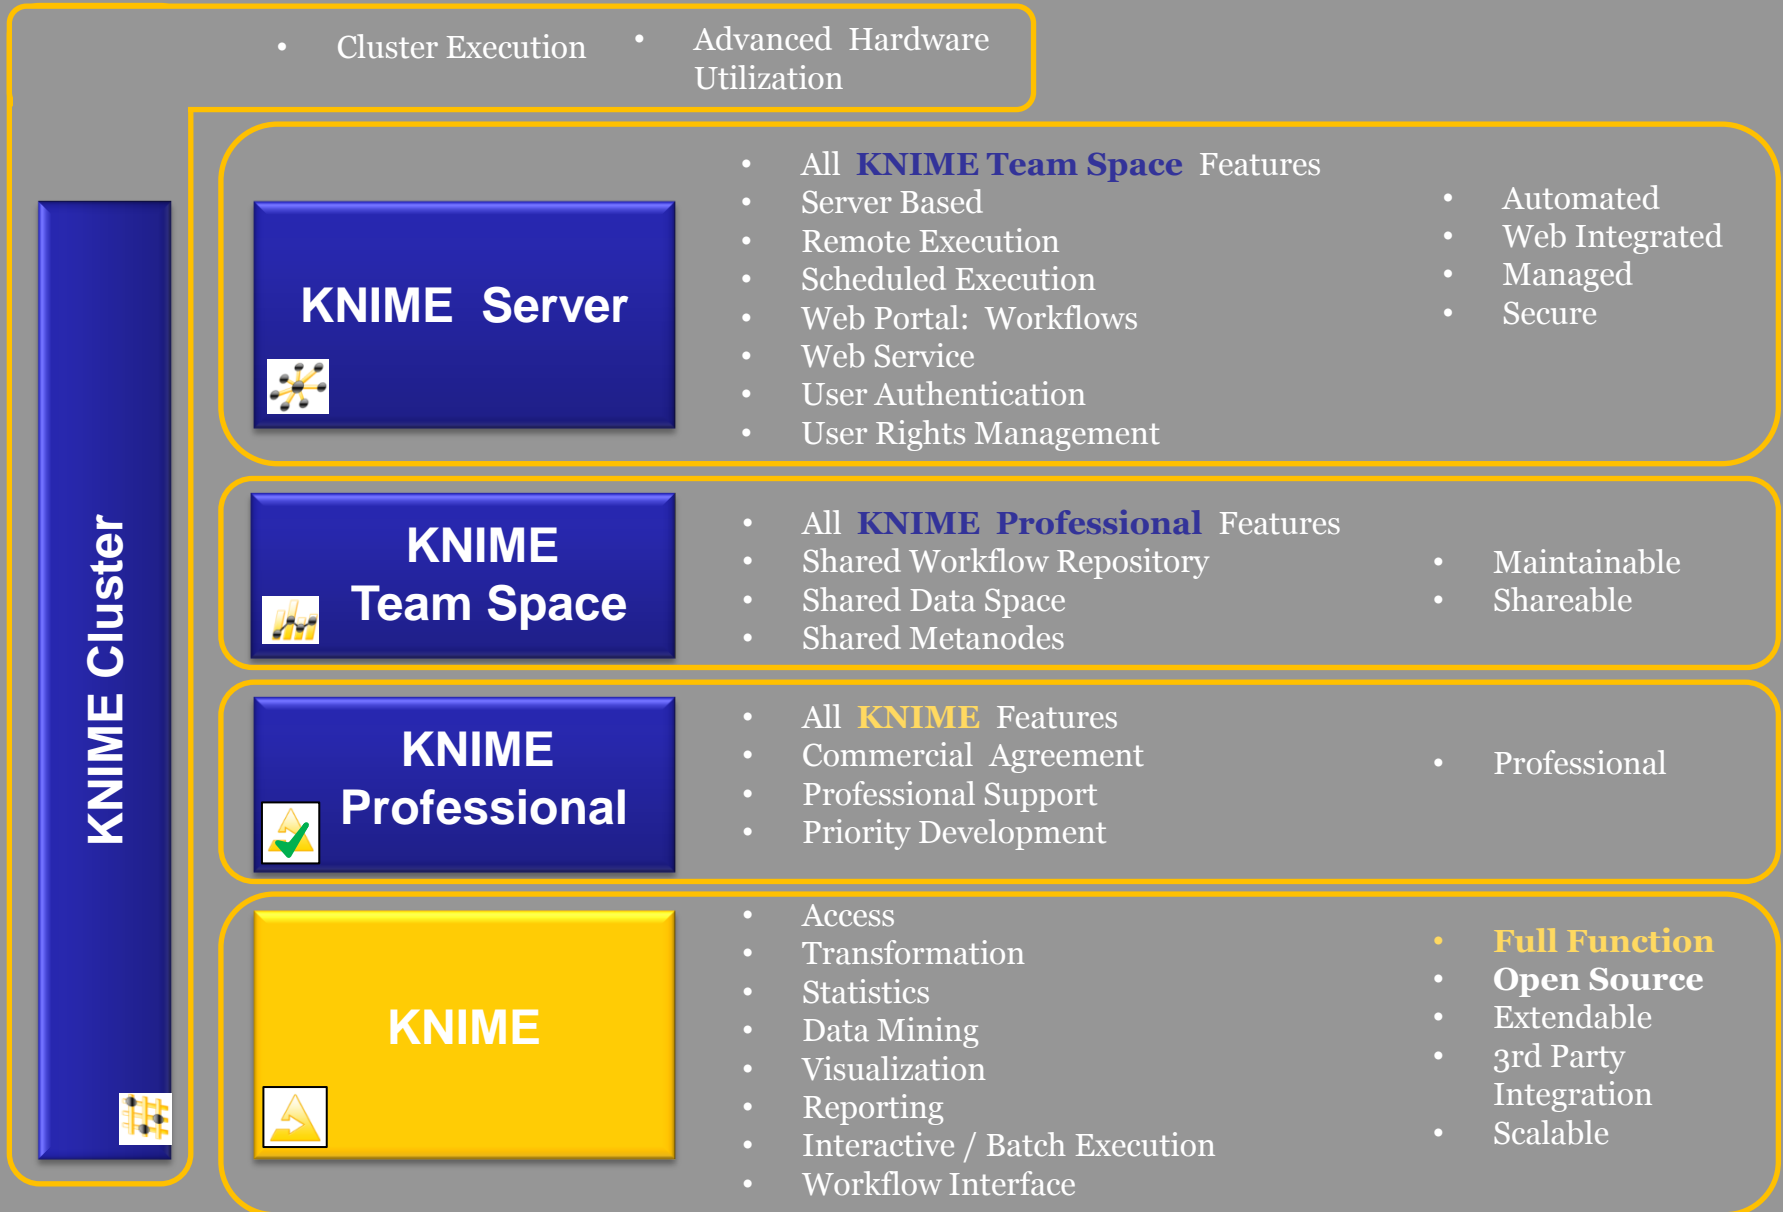 • Cluster Execution
• Advanced Hardware
Utilization
KNIME Cluster
KNIME Server
• All KNIME Team Space Features
• Server Based
• Remote Execution
• Scheduled Execution
• Web Portal: Workflows
• Web Service
• User Authentication
• User Rights Management
• Automated
• Web Integrated
• Managed
• Secure
KNIME
Team Space
• All KNIME Professional Features
• Shared Workflow Repository
• Shared Data Space
• Shared Metanodes
• Maintainable
• Shareable
KNIME
Professional
• All KNIME Features
• Commercial Agreement
• Professional Support
• Priority Development
• Professional
KNIME
• Access
• Transformation
• Statistics
• Data Mining
• Visualization
• Reporting
• Interactive / Batch Execution
• Workflow Interface
• Full Function
• Open Source
• Extendable
• 3rd Party
Integration
• Scalable